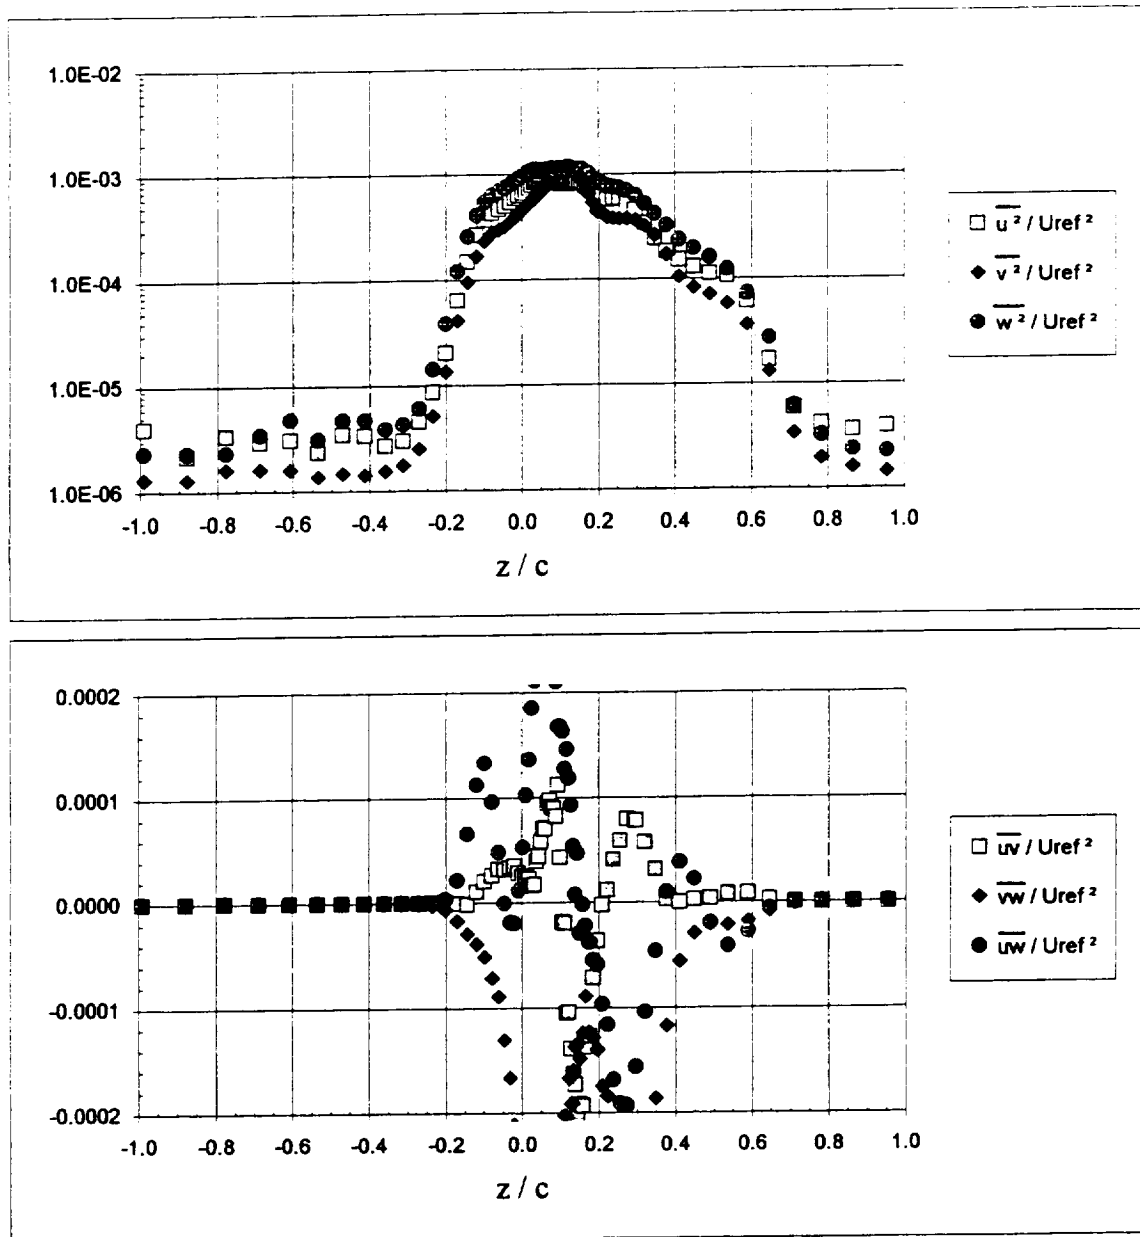 1.0E-02
1.0E-03
1.0E-04
1.0E-05
1.0E-06
-1.0 -0.8 -0.6 -0.4 -0.2 0.0 0.2 0.4 0.6 0.8 1.0
z / c
u² / Uref²
v² / Uref²
w² / Uref²
0.0002
0.0001
0.0000
-0.0001
-0.0002
-1.0 -0.8 -0.6 -0.4 -0.2 0.0 0.2 0.4 0.6 0.8 1.0
z / c
uv / Uref²
vw / Uref²
uw / Uref²